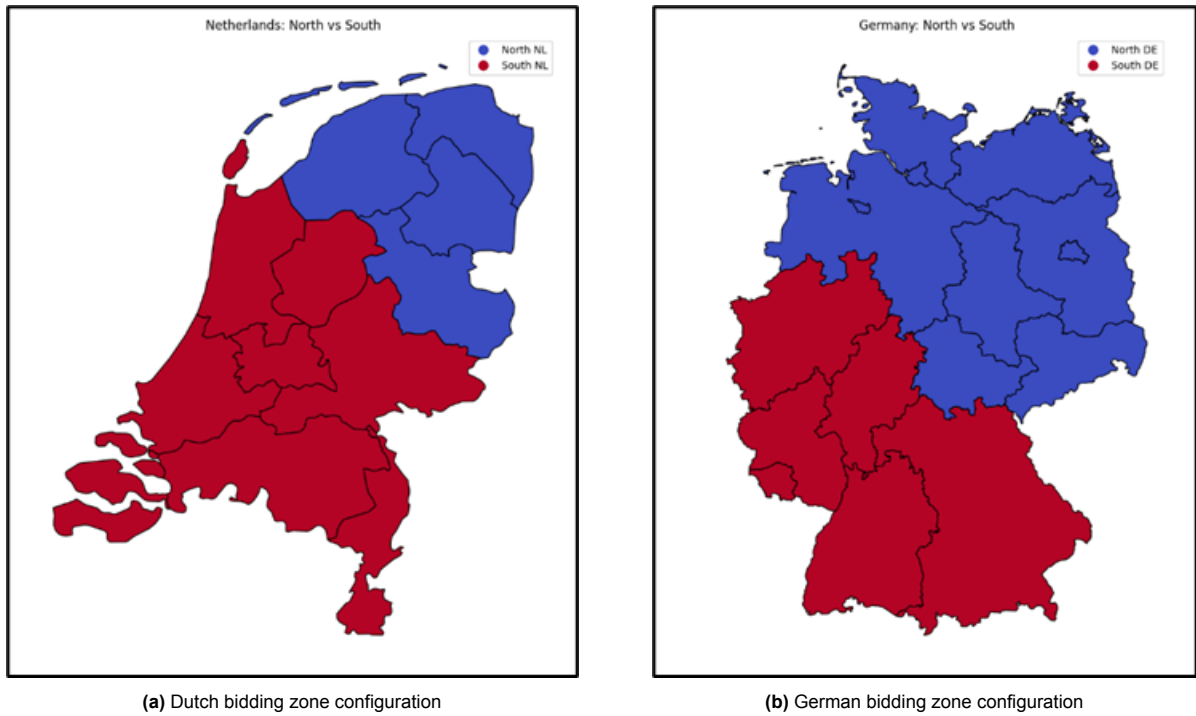 Netherlands: North vs South
North NL
South NL
(a) Dutch bidding zone configuration
Germany: North vs South
North DE
South DE
(b) German bidding zone configuration